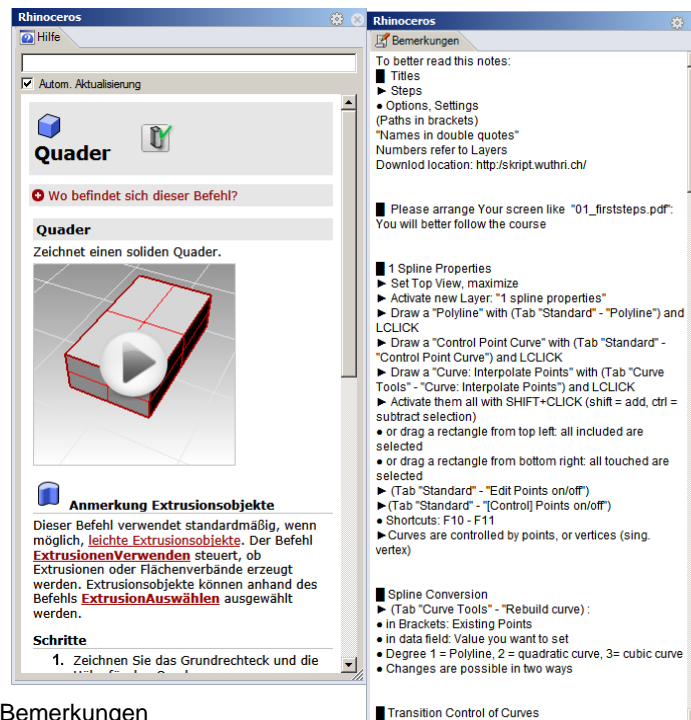 Rhinoceros
Hilfe
Autom. Aktualisierung
Quader
Wo befindet sich dieser Befehl?
Quader
Zeichnet einen soliden Quader.
Anmerkung Extrusionsobjekte
Dieser Befehl verwendet standardmäßig, wenn
möglich, leichte Extrusionsobjekte. Der Befehl
ExtrusionenVerwenden steuert, ob
Extrusionen oder Flächenverbände erzeugt
werden. Extrusionsobjekte können anhand des
Befehls ExtrusionAuswählen ausgewählt
werden.
Schritte
1. Zeichnen Sie das Grundrechteck und die
Bemerkungen
Rhinoceros
Bemerkungen
To better read this notes:
█ Titles
► Steps
● Options, Settings
(Paths in brackets)
"Names in double quotes"
Numbers refer to Layers
Downlod location: http:/skript.wuthri.ch/
█ Please arrange Your screen like "01_firststeps.pdf":
You will better follow the course
█ 1 Spline Properties
► Set Top View, maximize
► Activate new Layer: "1 spline properties"
► Draw a "Polyline" with (Tab "Standard" - "Polyline") and
LCLICK
► Draw a "Control Point Curve" with (Tab "Standard" -
"Control Point Curve") and LCLICK
► Draw a "Curve: Interpolate Points" with (Tab "Curve
Tools" - "Curve: Interpolate Points") and LCLICK
► Activate them all with SHIFT+CLICK (shift = add, ctrl =
subtract selection)
● or drag a rectangle from top left: all included are
selected
● or drag a rectangle from bottom right: all touched are
selected
► (Tab "Standard" - "Edit Points on/off")
►(Tab "Standard" - "[Control] Points on/off")
● Shortcuts: F10 - F11
►Curves are controlled by points, or vertices (sing.
vertex)
█ Spline Conversion
► (Tab "Curve Tools" - "Rebuild curve) :
● in Brackets: Existing Points
● in data field: Value you want to set
● Degree 1 = Polyline, 2 = quadratic curve, 3= cubic curve
● Changes are possible in two ways
█ Transition Control of Curves